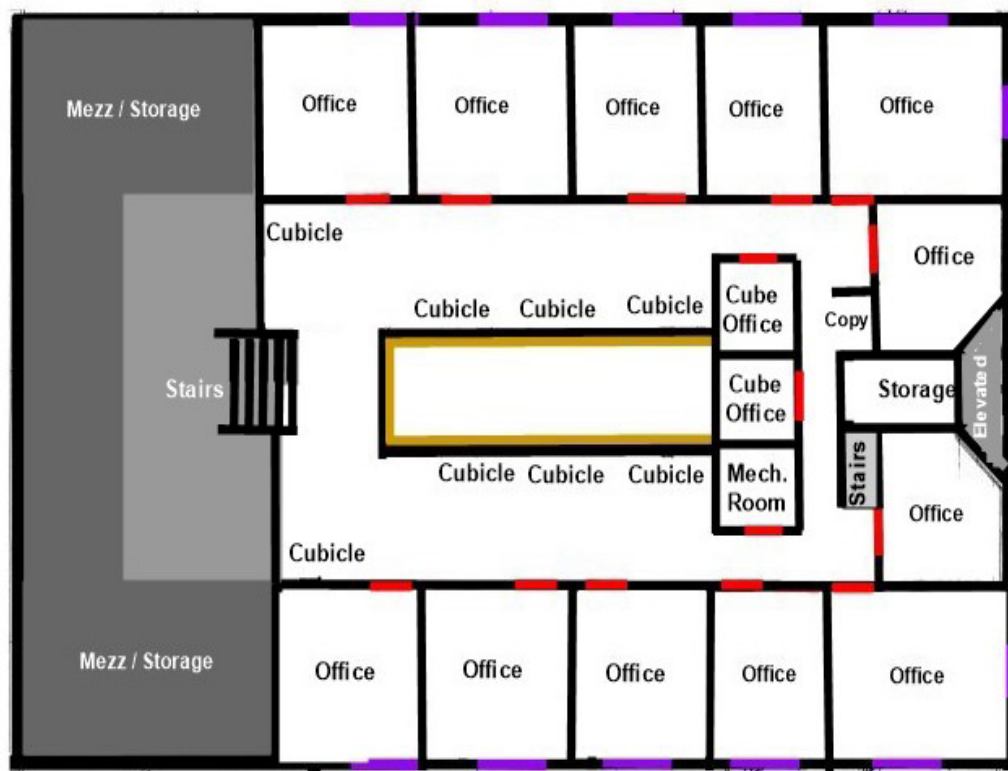 Mezz / Storage
Office
Office
Office
Office
Office
Cubicle
Office
Cubicle
Cubicle
Cubicle
Cube
Office
Copy
Stairs
Cube
Office
Storage
Elevated
Cubicle
Cubicle
Cubicle
Mech.
Room
Stairs
Office
Cubicle
Mezz / Storage
Office
Office
Office
Office
Office